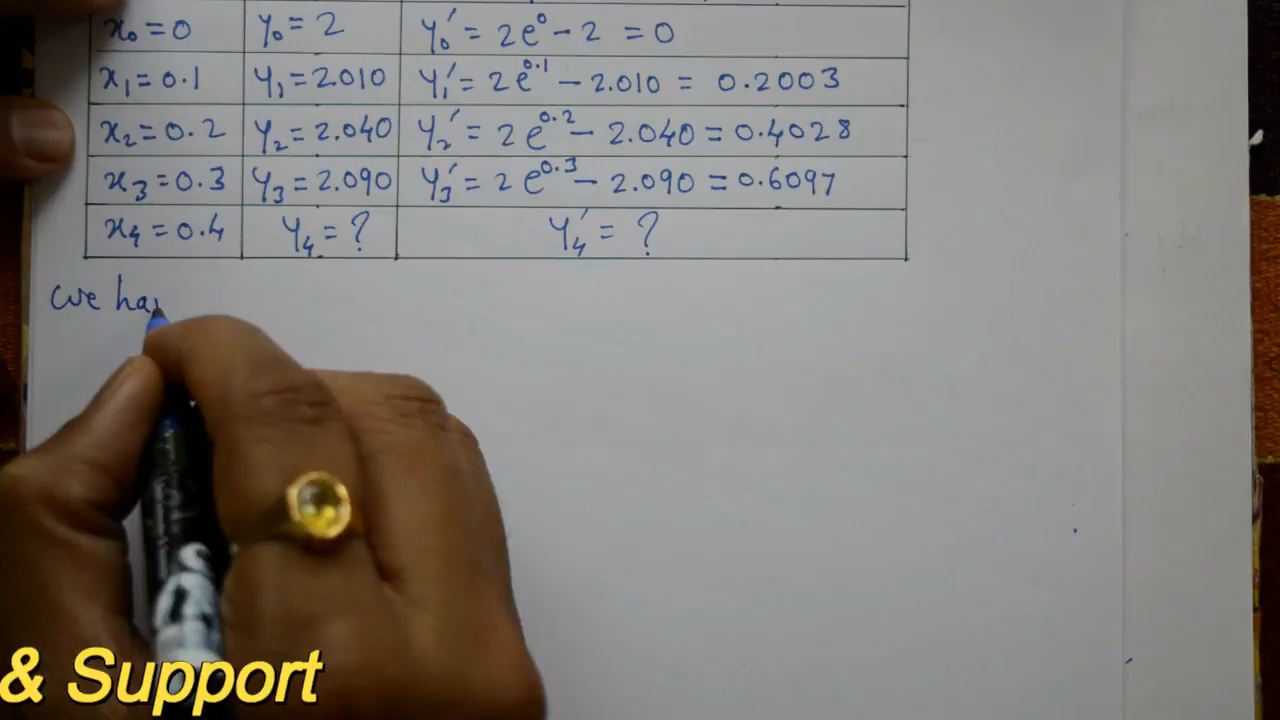 x₀ = 0 y₀ = 2 y₀' = 2e⁰ - 2 = 0
x₁ = 0.1 y₁ = 2.010 y₁' = 2e^0.1 - 2.010 = 0.2003
x₂ = 0.2 y₂ = 2.040 y₂' = 2e^0.2 - 2.040 = 0.4028
x₃ = 0.3 y₃ = 2.090 y₃' = 2e^0.3 - 2.090 = 0.6097
x₄ = 0.4 y₄ = ? y₄' = ?
we hav
& Support